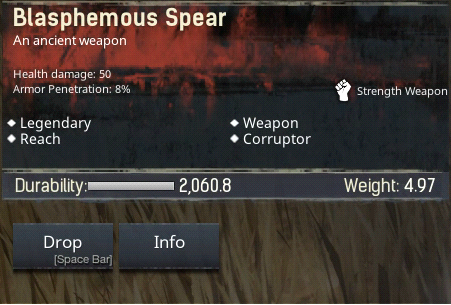 Blasphemous Spear
An ancient weapon
Health damage: 50
Armor Penetration: 8%
Strength Weapon
Legendary
Weapon
Reach
Corruptor
Durability: 2,060.8
Weight: 4.97
Drop
[Space Bar]
Info